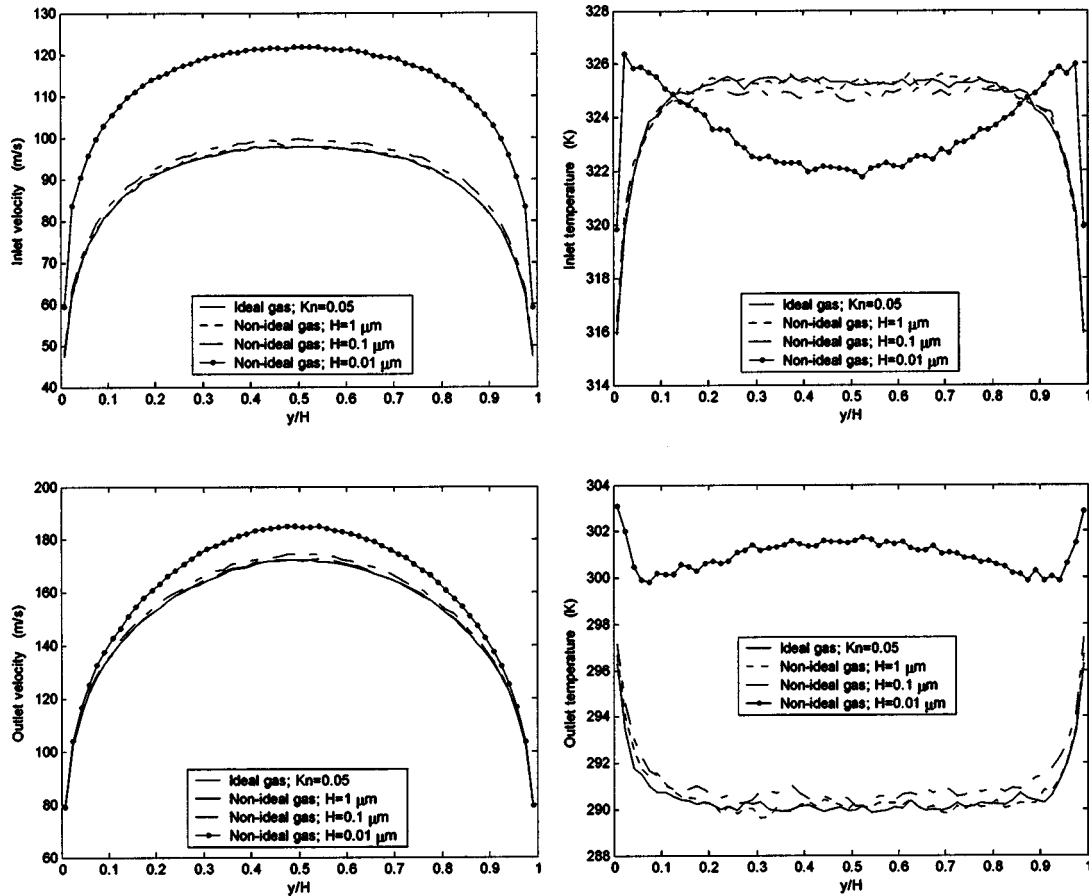 130
120
110
100
90
80
70
60
50
40
Inlet velocity (m/s)
Ideal gas; Kn=0.05
Non-ideal gas; H=1 μm
Non-ideal gas; H=0.1 μm
Non-ideal gas; H=0.01 μm
0 0.1 0.2 0.3 0.4 0.5 0.6 0.7 0.8 0.9 1
y/H
328
326
324
322
320
318
316
314
Inlet temperature (K)
Ideal gas; Kn=0.05
Non-ideal gas; H=1 μm
Non-ideal gas; H=0.1 μm
Non-ideal gas; H=0.01 μm
0 0.1 0.2 0.3 0.4 0.5 0.6 0.7 0.8 0.9 1
y/H
200
180
160
140
120
100
80
60
Outlet velocity (m/s)
Ideal gas; Kn=0.05
Non-ideal gas; H=1 μm
Non-ideal gas; H=0.1 μm
Non-ideal gas; H=0.01 μm
0 0.1 0.2 0.3 0.4 0.5 0.6 0.7 0.8 0.9 1
y/H
304
302
300
298
296
294
292
290
288
Outlet temperature (K)
Ideal gas; Kn=0.05
Non-ideal gas; H=1 μm
Non-ideal gas; H=0.1 μm
Non-ideal gas; H=0.01 μm
0 0.1 0.2 0.3 0.4 0.5 0.6 0.7 0.8 0.9 1
y/H